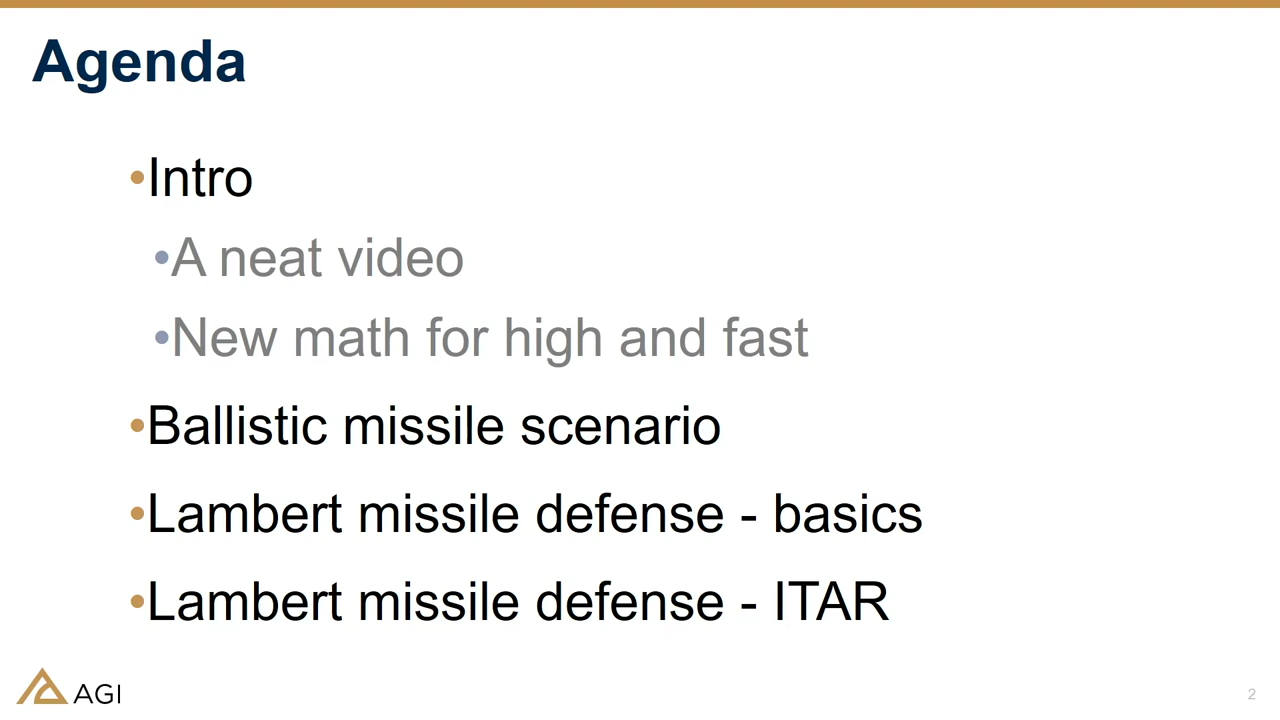 Agenda
•Intro
•A neat video
•New math for high and fast
•Ballistic missile scenario
•Lambert missile defense - basics
•Lambert missile defense - ITAR
AGI
2